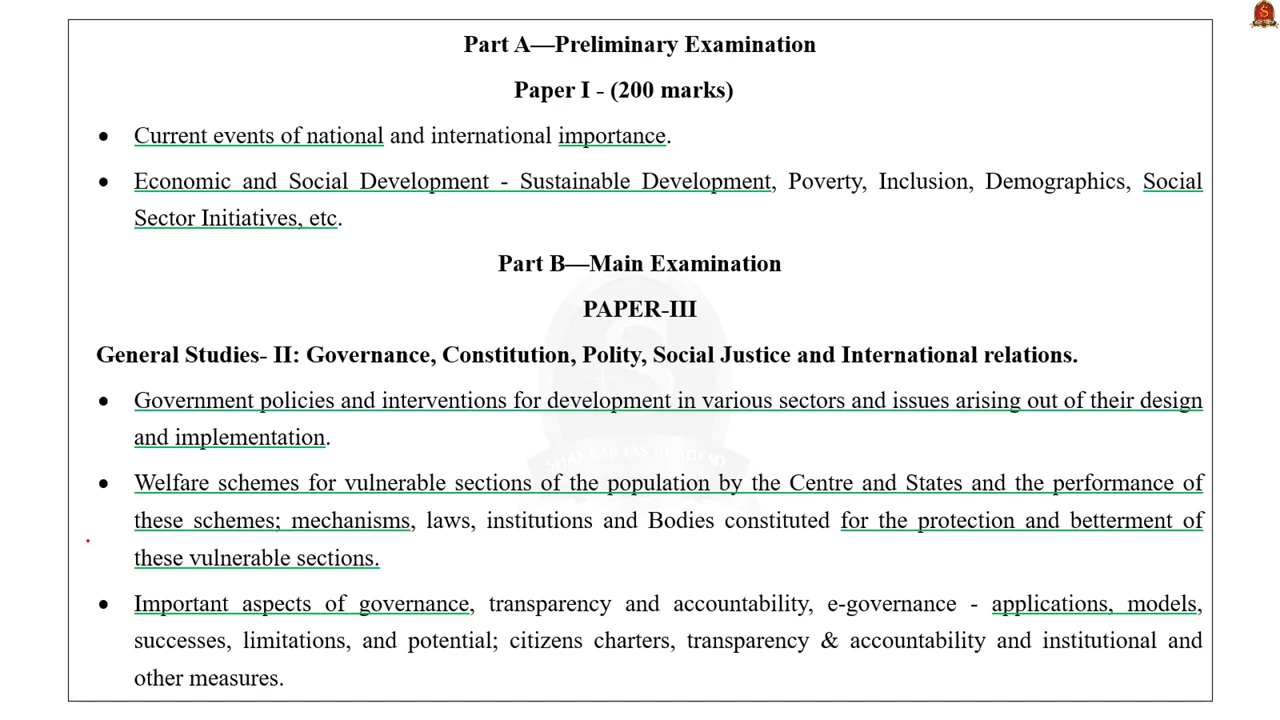 Part A—Preliminary Examination
Paper I - (200 marks)
• Current events of national and international importance.
• Economic and Social Development - Sustainable Development, Poverty, Inclusion, Demographics, Social
Sector Initiatives, etc.
Part B—Main Examination
PAPER-III
General Studies- II: Governance, Constitution, Polity, Social Justice and International relations.
• Government policies and interventions for development in various sectors and issues arising out of their design
and implementation.
SHANKAR IAS ACADEMY
• Welfare schemes for vulnerable sections of the population by the Centre and States and the performance of
these schemes; mechanisms, laws, institutions and Bodies constituted for the protection and betterment of
these vulnerable sections.
• Important aspects of governance, transparency and accountability, e-governance - applications, models,
successes, limitations, and potential; citizens charters, transparency & accountability and institutional and
other measures.